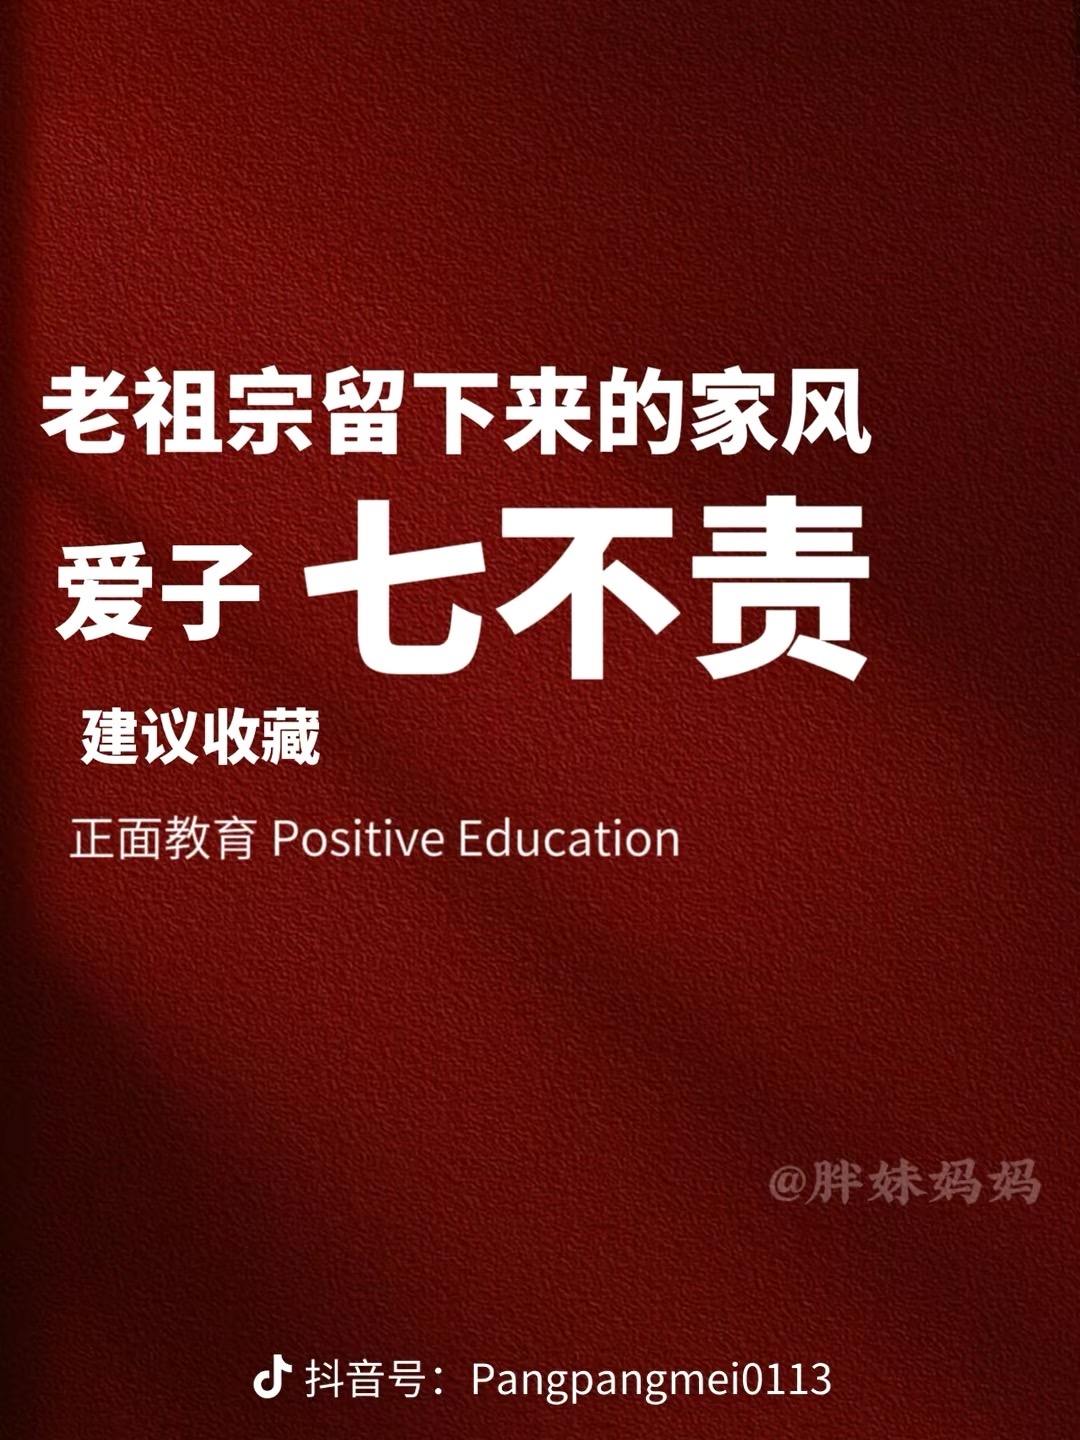 老祖宗留下来的家风
爱子 七不责
建议收藏
正面教育 Positive Education
@胖妹妈妈
抖音号：Pangpangmei0113